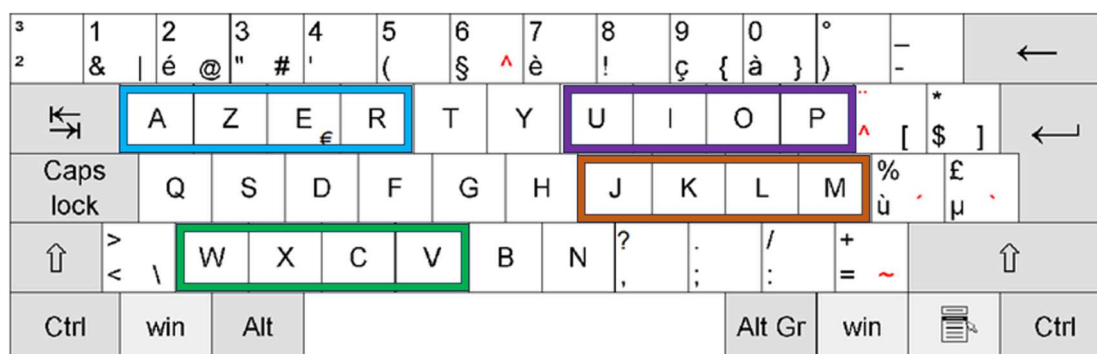 ³ 1 2 3 4 5 6 7 8 9 0 ° _
² & | é @ " # ' ( § ^ è ! ç { à } ) -
A Z E € R T Y U I O P ¨ ^ [ * $ ]
Caps lock Q S D F G H J K L M % ù ´ £ µ `
> < \ W X C V B N ? , . ; / : + = ~
Ctrl win Alt Alt Gr win Ctrl